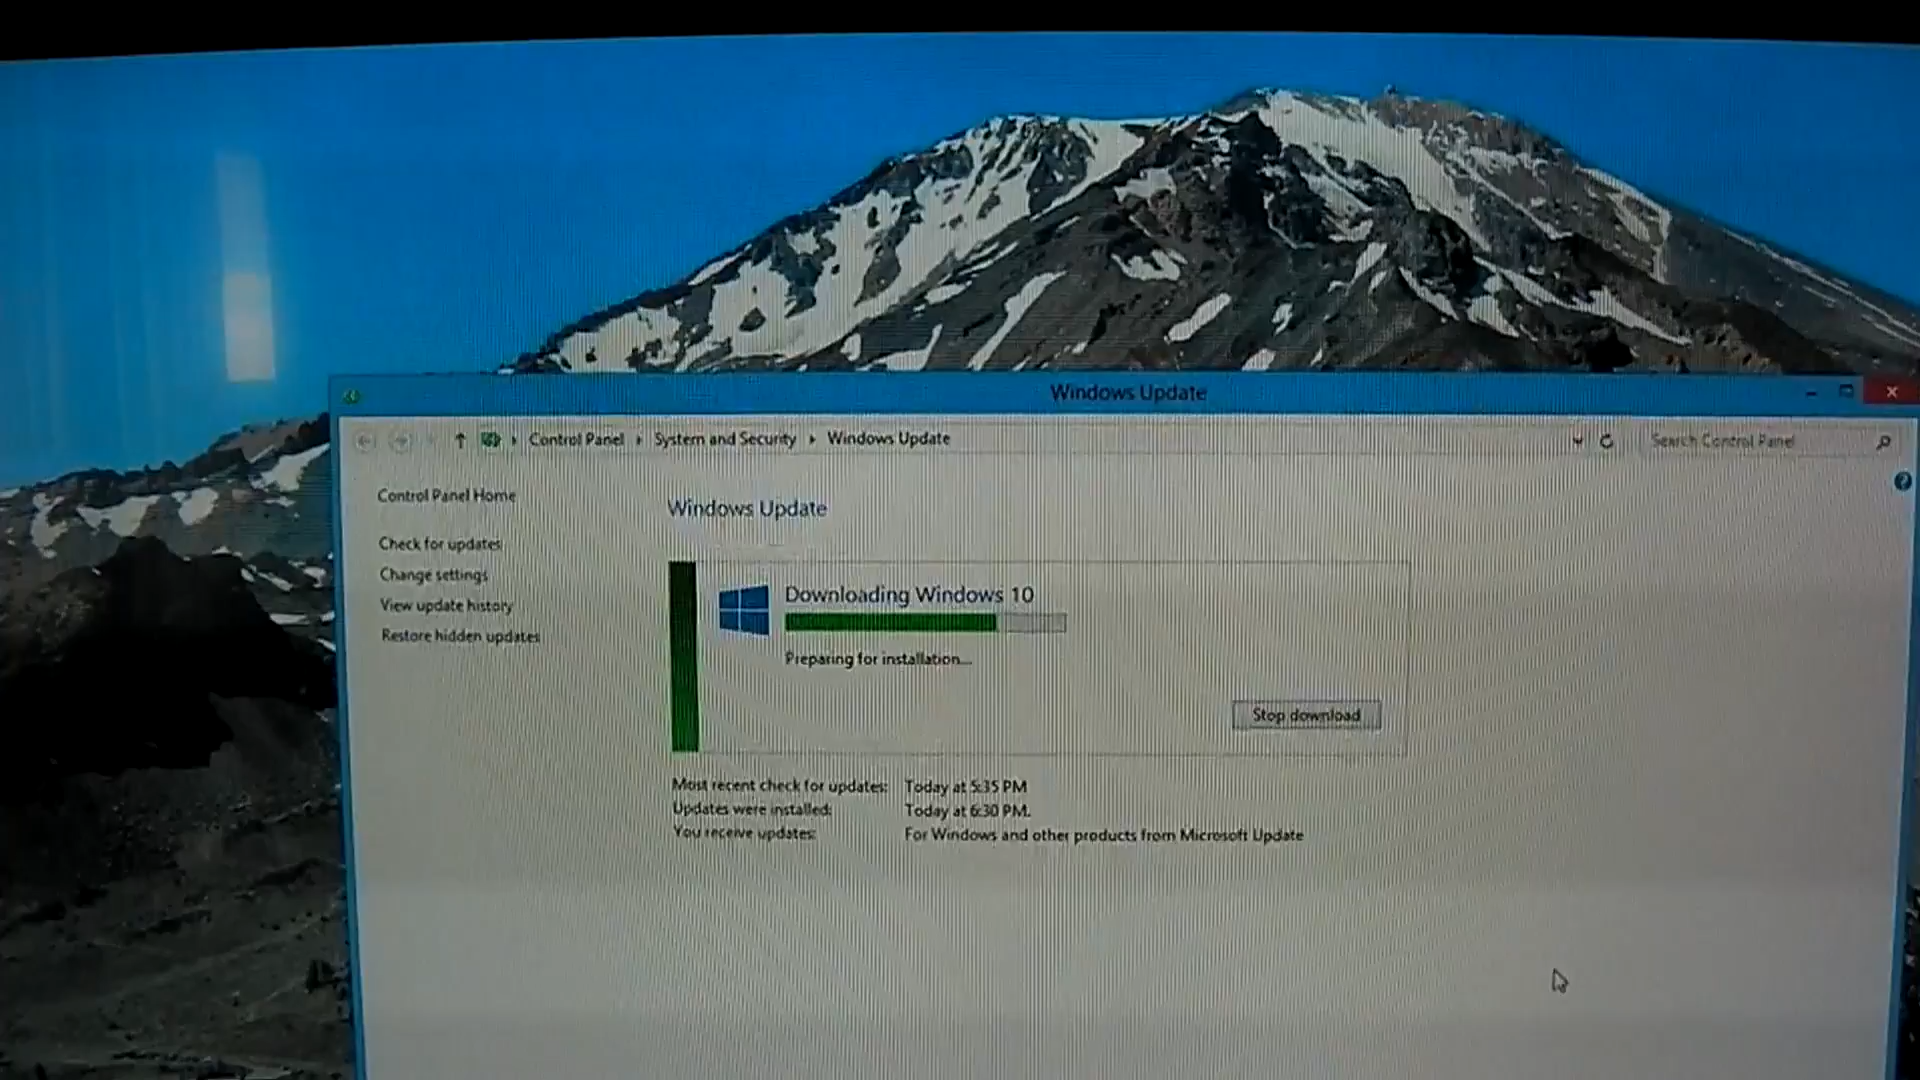 Windows Update
Control Panel
System and Security
Windows Update
Search Control Panel
Control Panel Home
Check for updates
Change settings
View update history
Restore hidden updates
Windows Update
Downloading Windows 10
Preparing for installation...
Stop download
Most recent check for updates: Today at 5:35 PM
Updates were installed: Today at 6:30 PM.
You receive updates: For Windows and other products from Microsoft Update